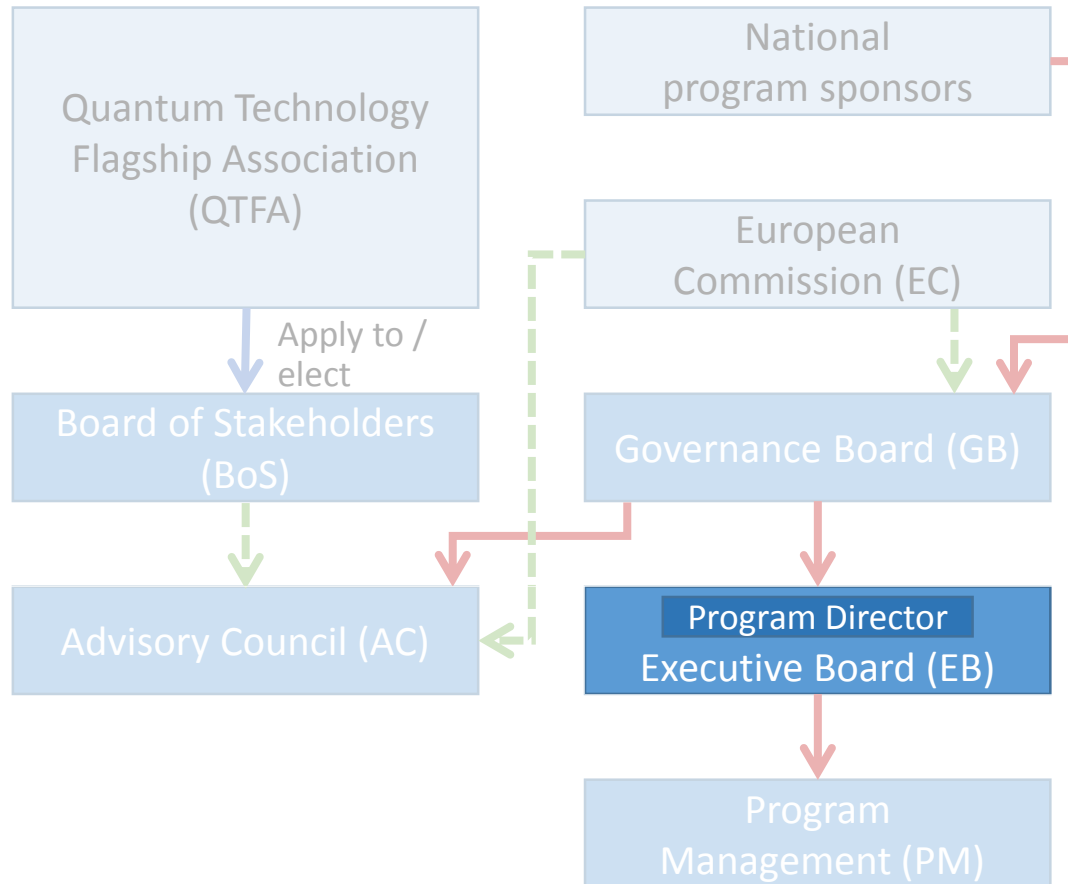 Quantum Technology
Flagship Association
(QTFA)
National
program sponsors
European
Commission (EC)
Apply to /
elect
Board of Stakeholders
(BoS)
Governance Board (GB)
Advisory Council (AC)
Program Director
Executive Board (EB)
Program
Management (PM)